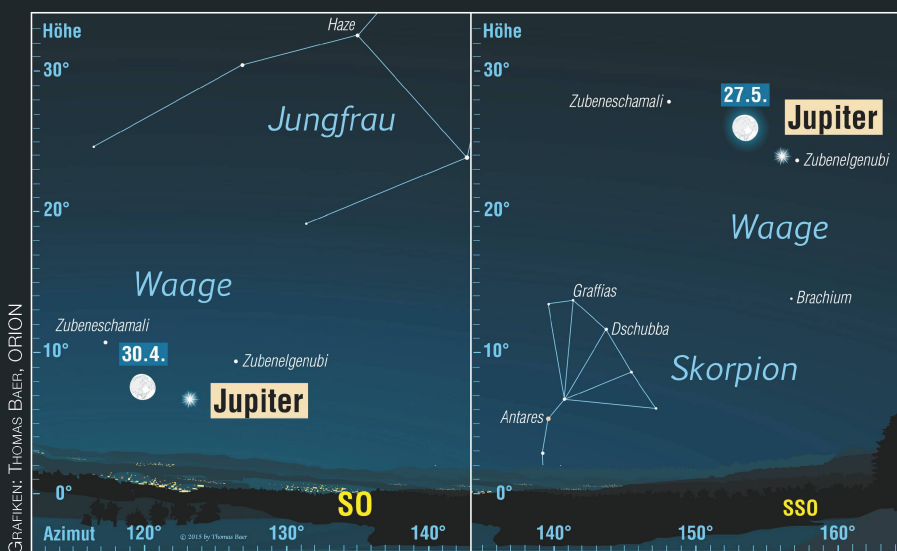 GRAFIKEN: THOMAS BAER, ORION
Höhe
Haze
30°
Jungfrau
20°
Waage
Zubeneschamali
10°
30.4.
Zubenelgenubi
Jupiter
0°
SO
Azimut
120°
© 2015 by Thomas Baer
130°
140°
Höhe
30°
27.5.
Zubeneschamali
Jupiter
Zubenelgenubi
20°
Waage
Graffias
Brachium
Dschubba
10°
Skorpion
Antares
0°
SSO
140°
150°
160°